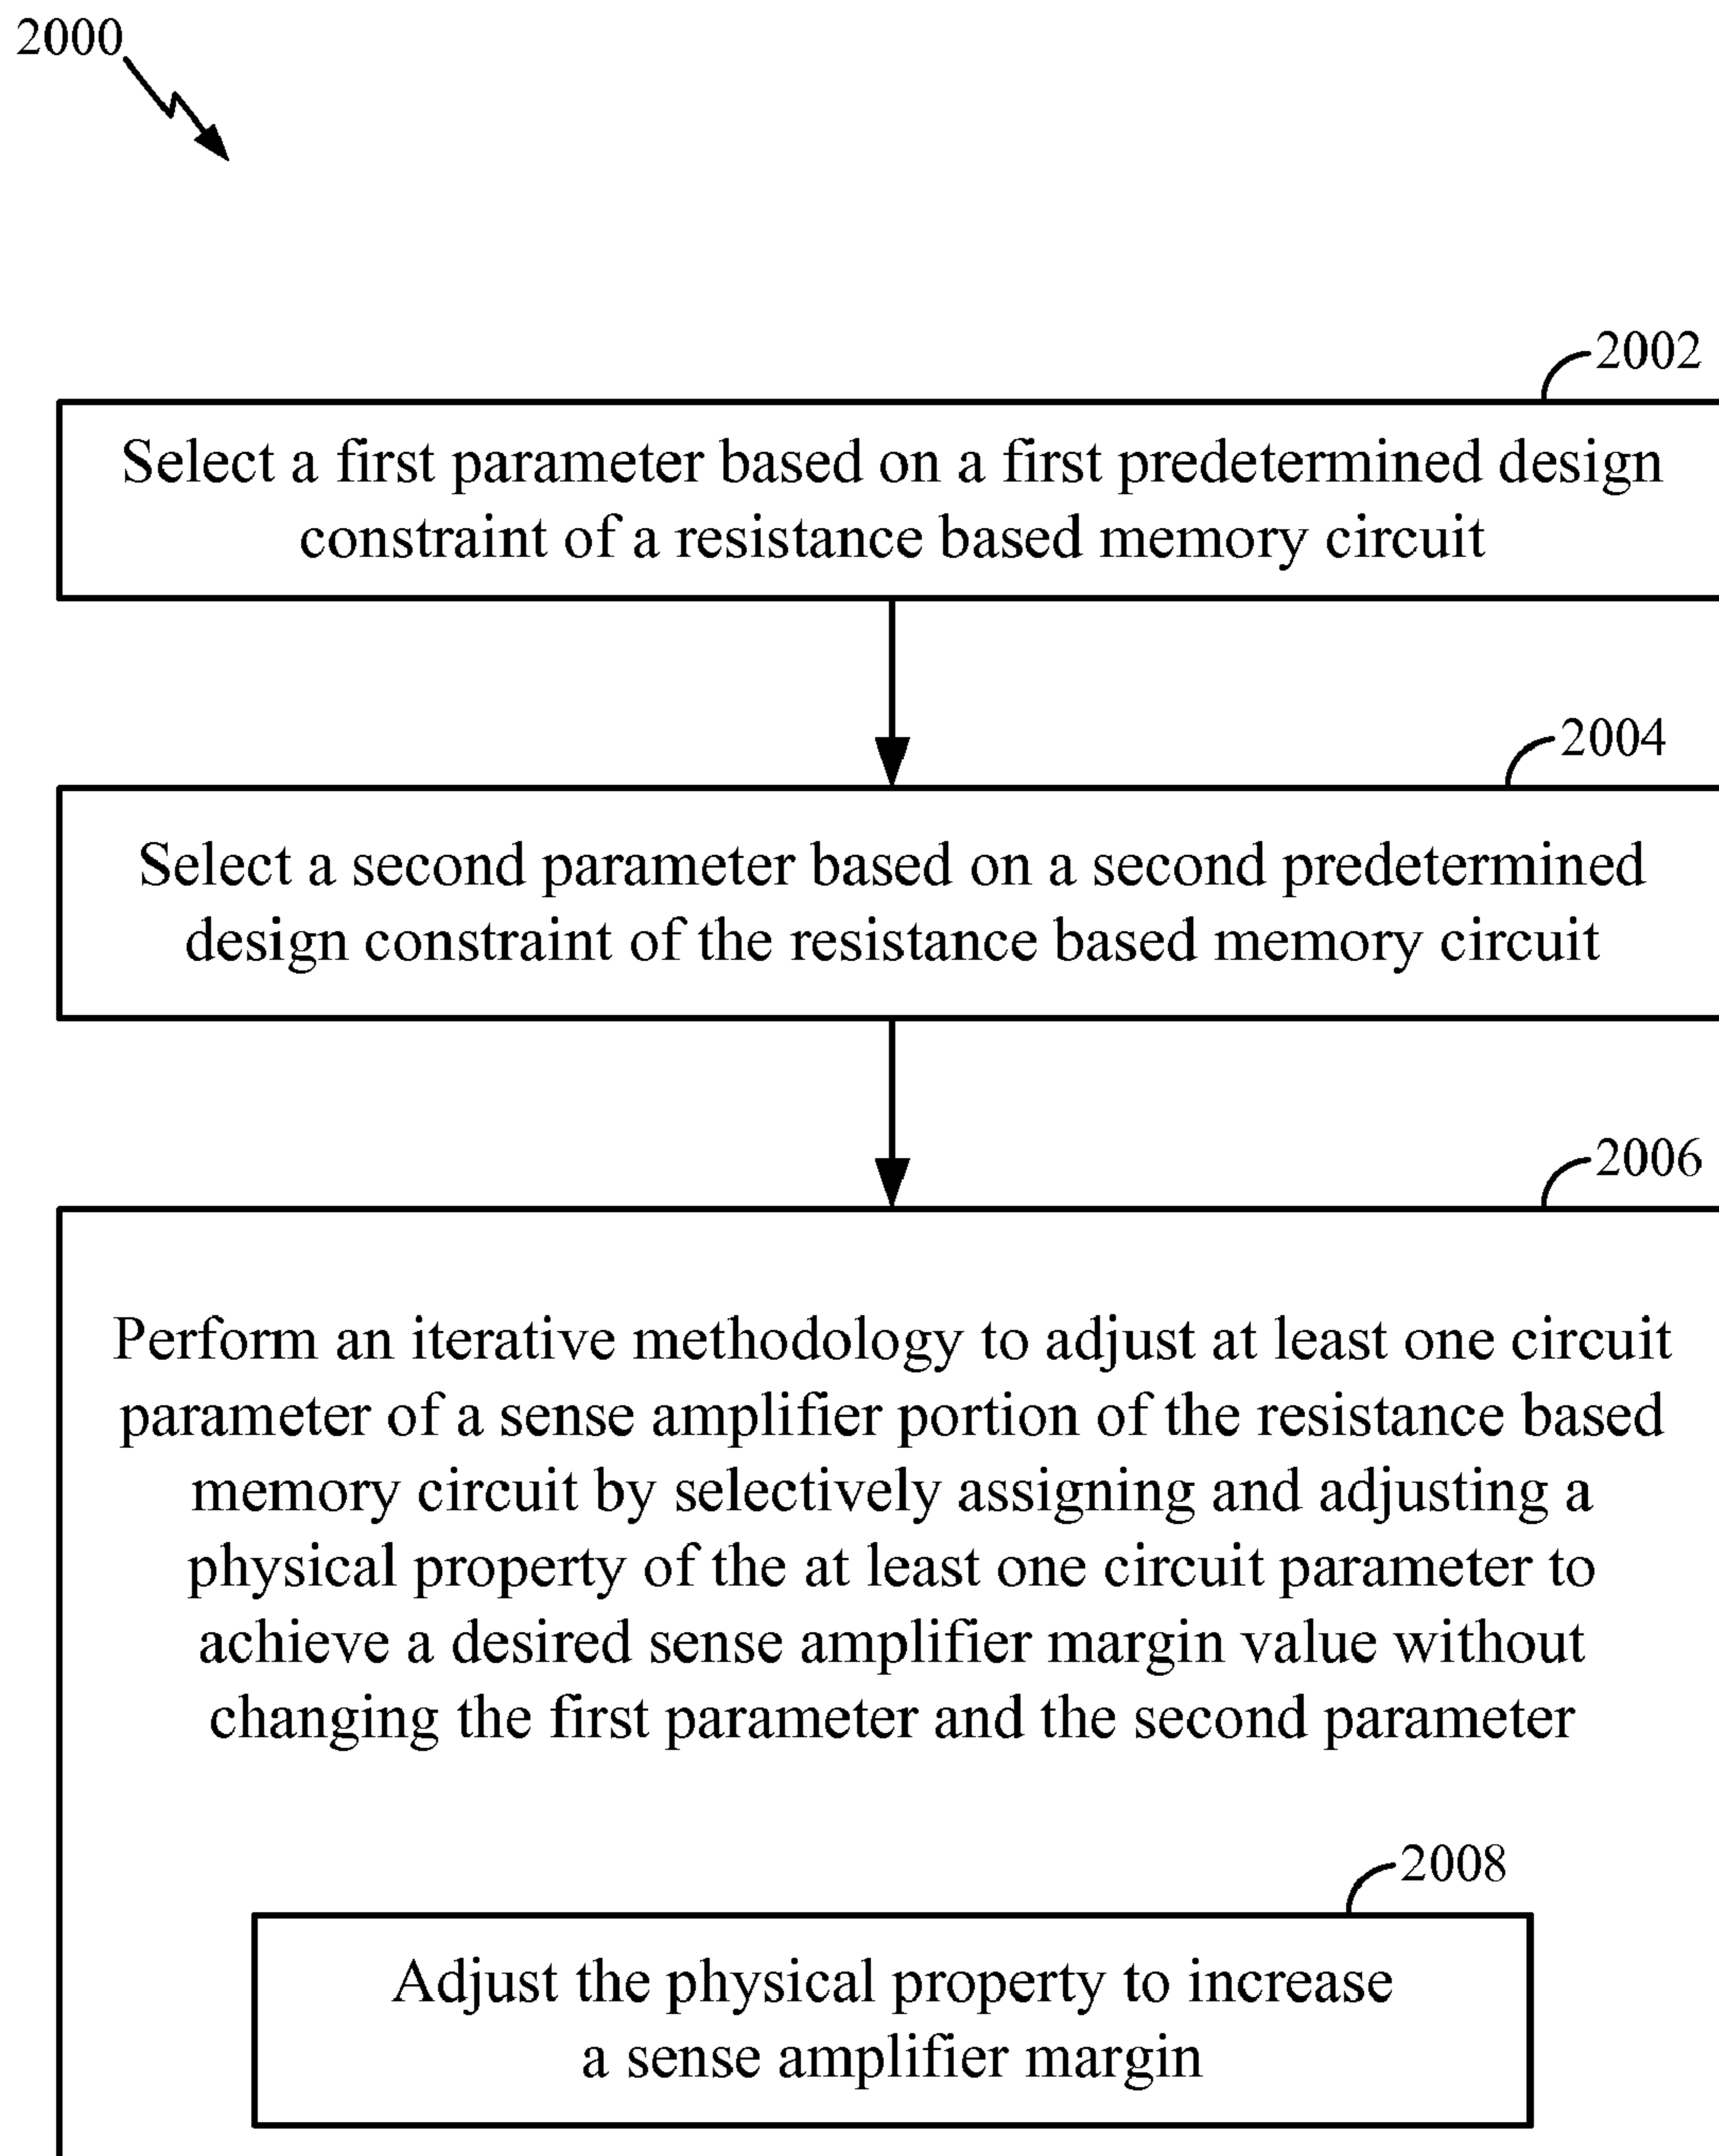 2000
2002
Select a first parameter based on a first predetermined design
constraint of a resistance based memory circuit
2004
Select a second parameter based on a second predetermined
design constraint of the resistance based memory circuit
2006
Perform an iterative methodology to adjust at least one circuit
parameter of a sense amplifier portion of the resistance based
memory circuit by selectively assigning and adjusting a
physical property of the at least one circuit parameter to
achieve a desired sense amplifier margin value without
changing the first parameter and the second parameter
2008
Adjust the physical property to increase
a sense amplifier margin